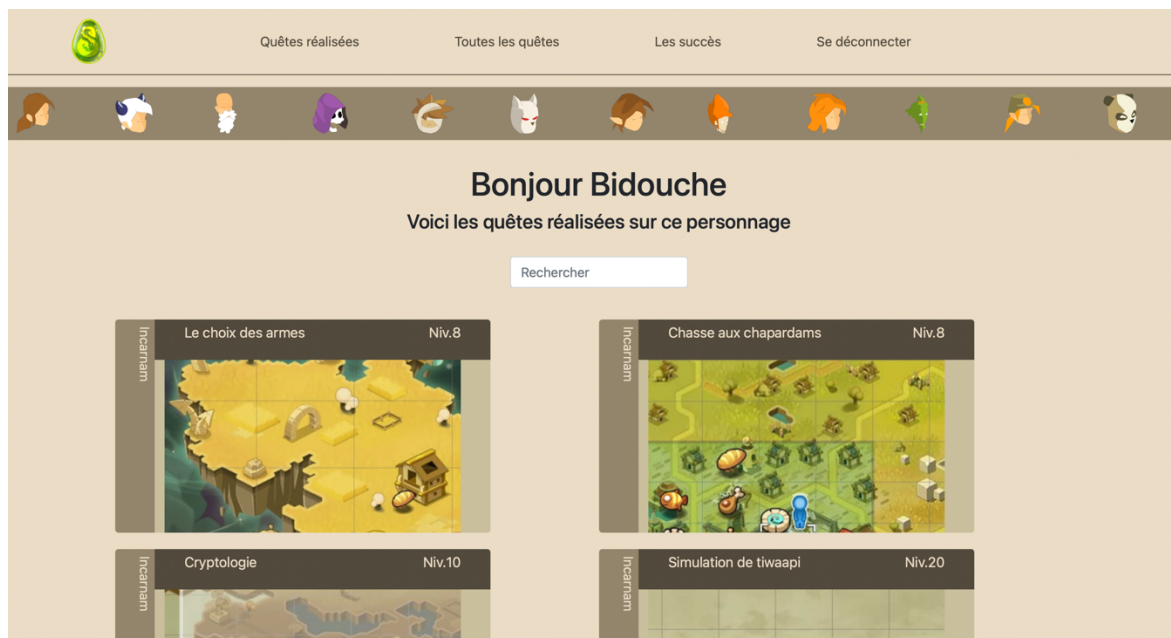 Quêtes réalisées Toutes les quêtes Les succès Se déconnecter
Bonjour Bidouche
Voici les quêtes réalisées sur ce personnage
Rechercher
Incarnam
Le choix des armes Niv.8
Incarnam
Chasse aux chapardams Niv.8
Incarnam
Cryptologie Niv.10
Incarnam
Simulation de tiwaapi Niv.20